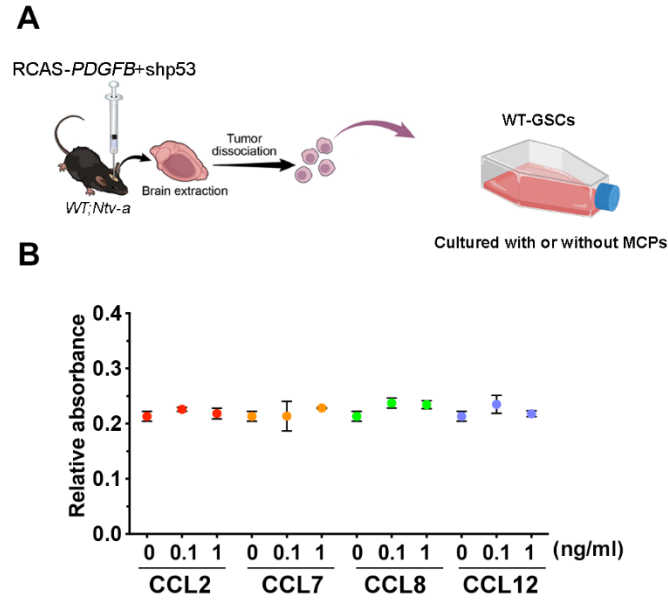 A
RCAS-PDGFB+shp53
WT;Ntv-a
Brain extraction
Tumor
dissociation
WT-GSCs
Cultured with or without MCPs
B
Relative absorbance
0.4
0.3
0.2
0.1
0.0
0 0.1 1 0 0.1 1 0 0.1 1 0 0.1 1 (ng/ml)
CCL2 CCL7 CCL8 CCL12